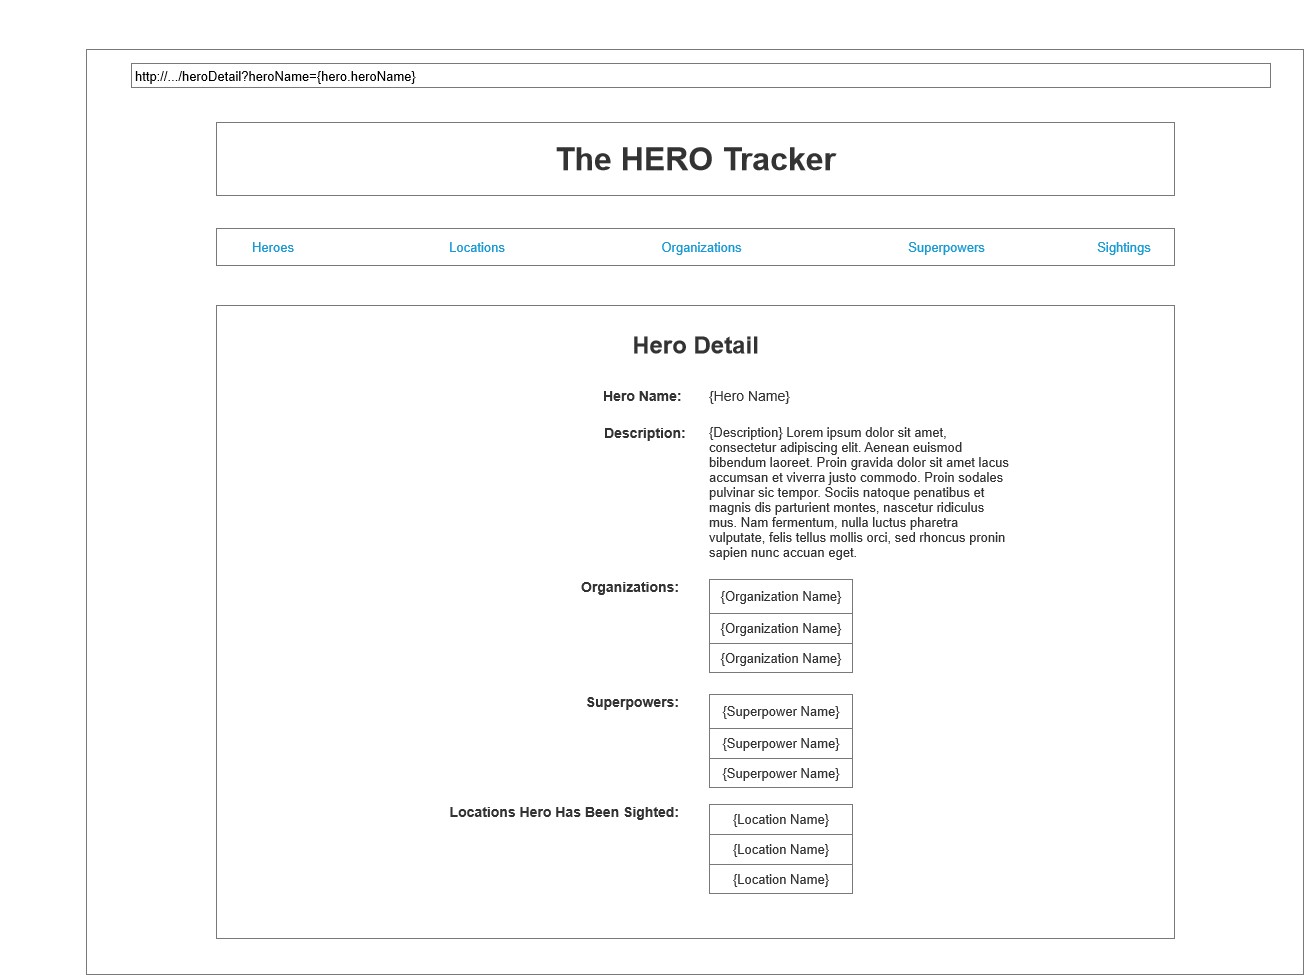 http://.../heroDetail?heroName={hero.heroName}
The HERO Tracker
Heroes Locations Organizations Superpowers Sightings
Hero Detail
Hero Name: {Hero Name}
Description: {Description} Lorem ipsum dolor sit amet,
consectetur adipiscing elit. Aenean euismod
bibendum laoreet. Proin gravida dolor sit amet lacus
accumsan et viverra justo commodo. Proin sodales
pulvinar sic tempor. Sociis natoque penatibus et
magnis dis parturient montes, nascetur ridiculus
mus. Nam fermentum, nulla luctus pharetra
vulputate, felis tellus mollis orci, sed rhoncus pronin
sapien nunc accuan eget.
Organizations: {Organization Name}
{Organization Name}
{Organization Name}
Superpowers: {Superpower Name}
{Superpower Name}
{Superpower Name}
Locations Hero Has Been Sighted: {Location Name}
{Location Name}
{Location Name}